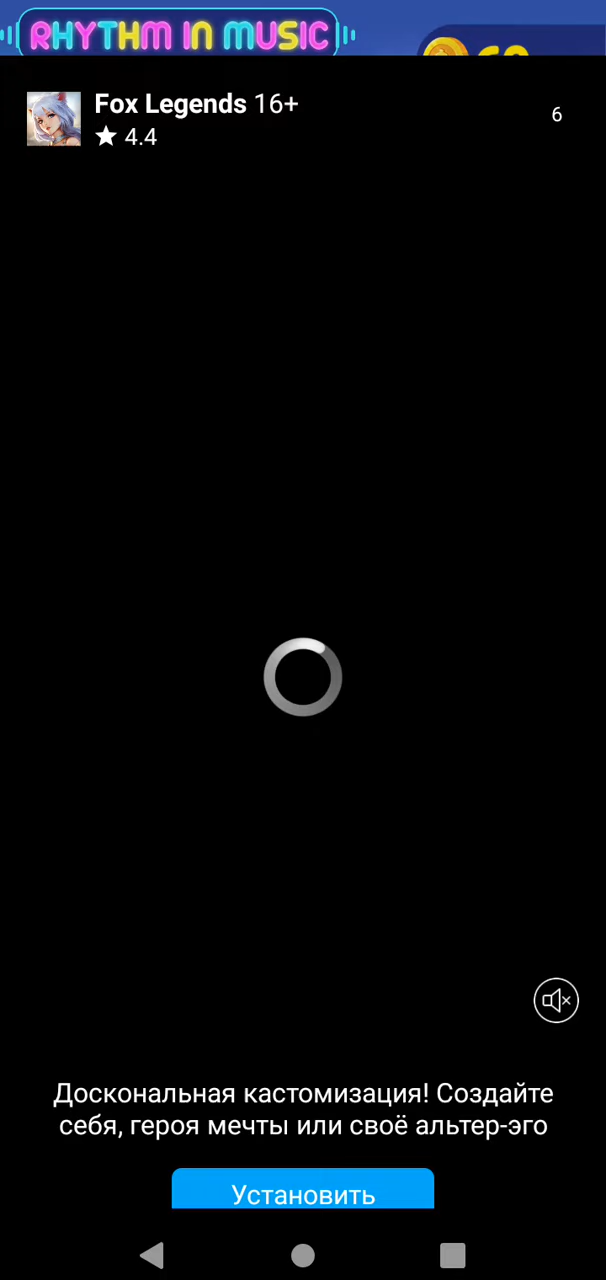 RHYTHM IN MUSIC
Fox Legends 16+
4.4
6
Доскональная кастомизация! Создайте
себя, героя мечты или своё альтер-эго
Установить